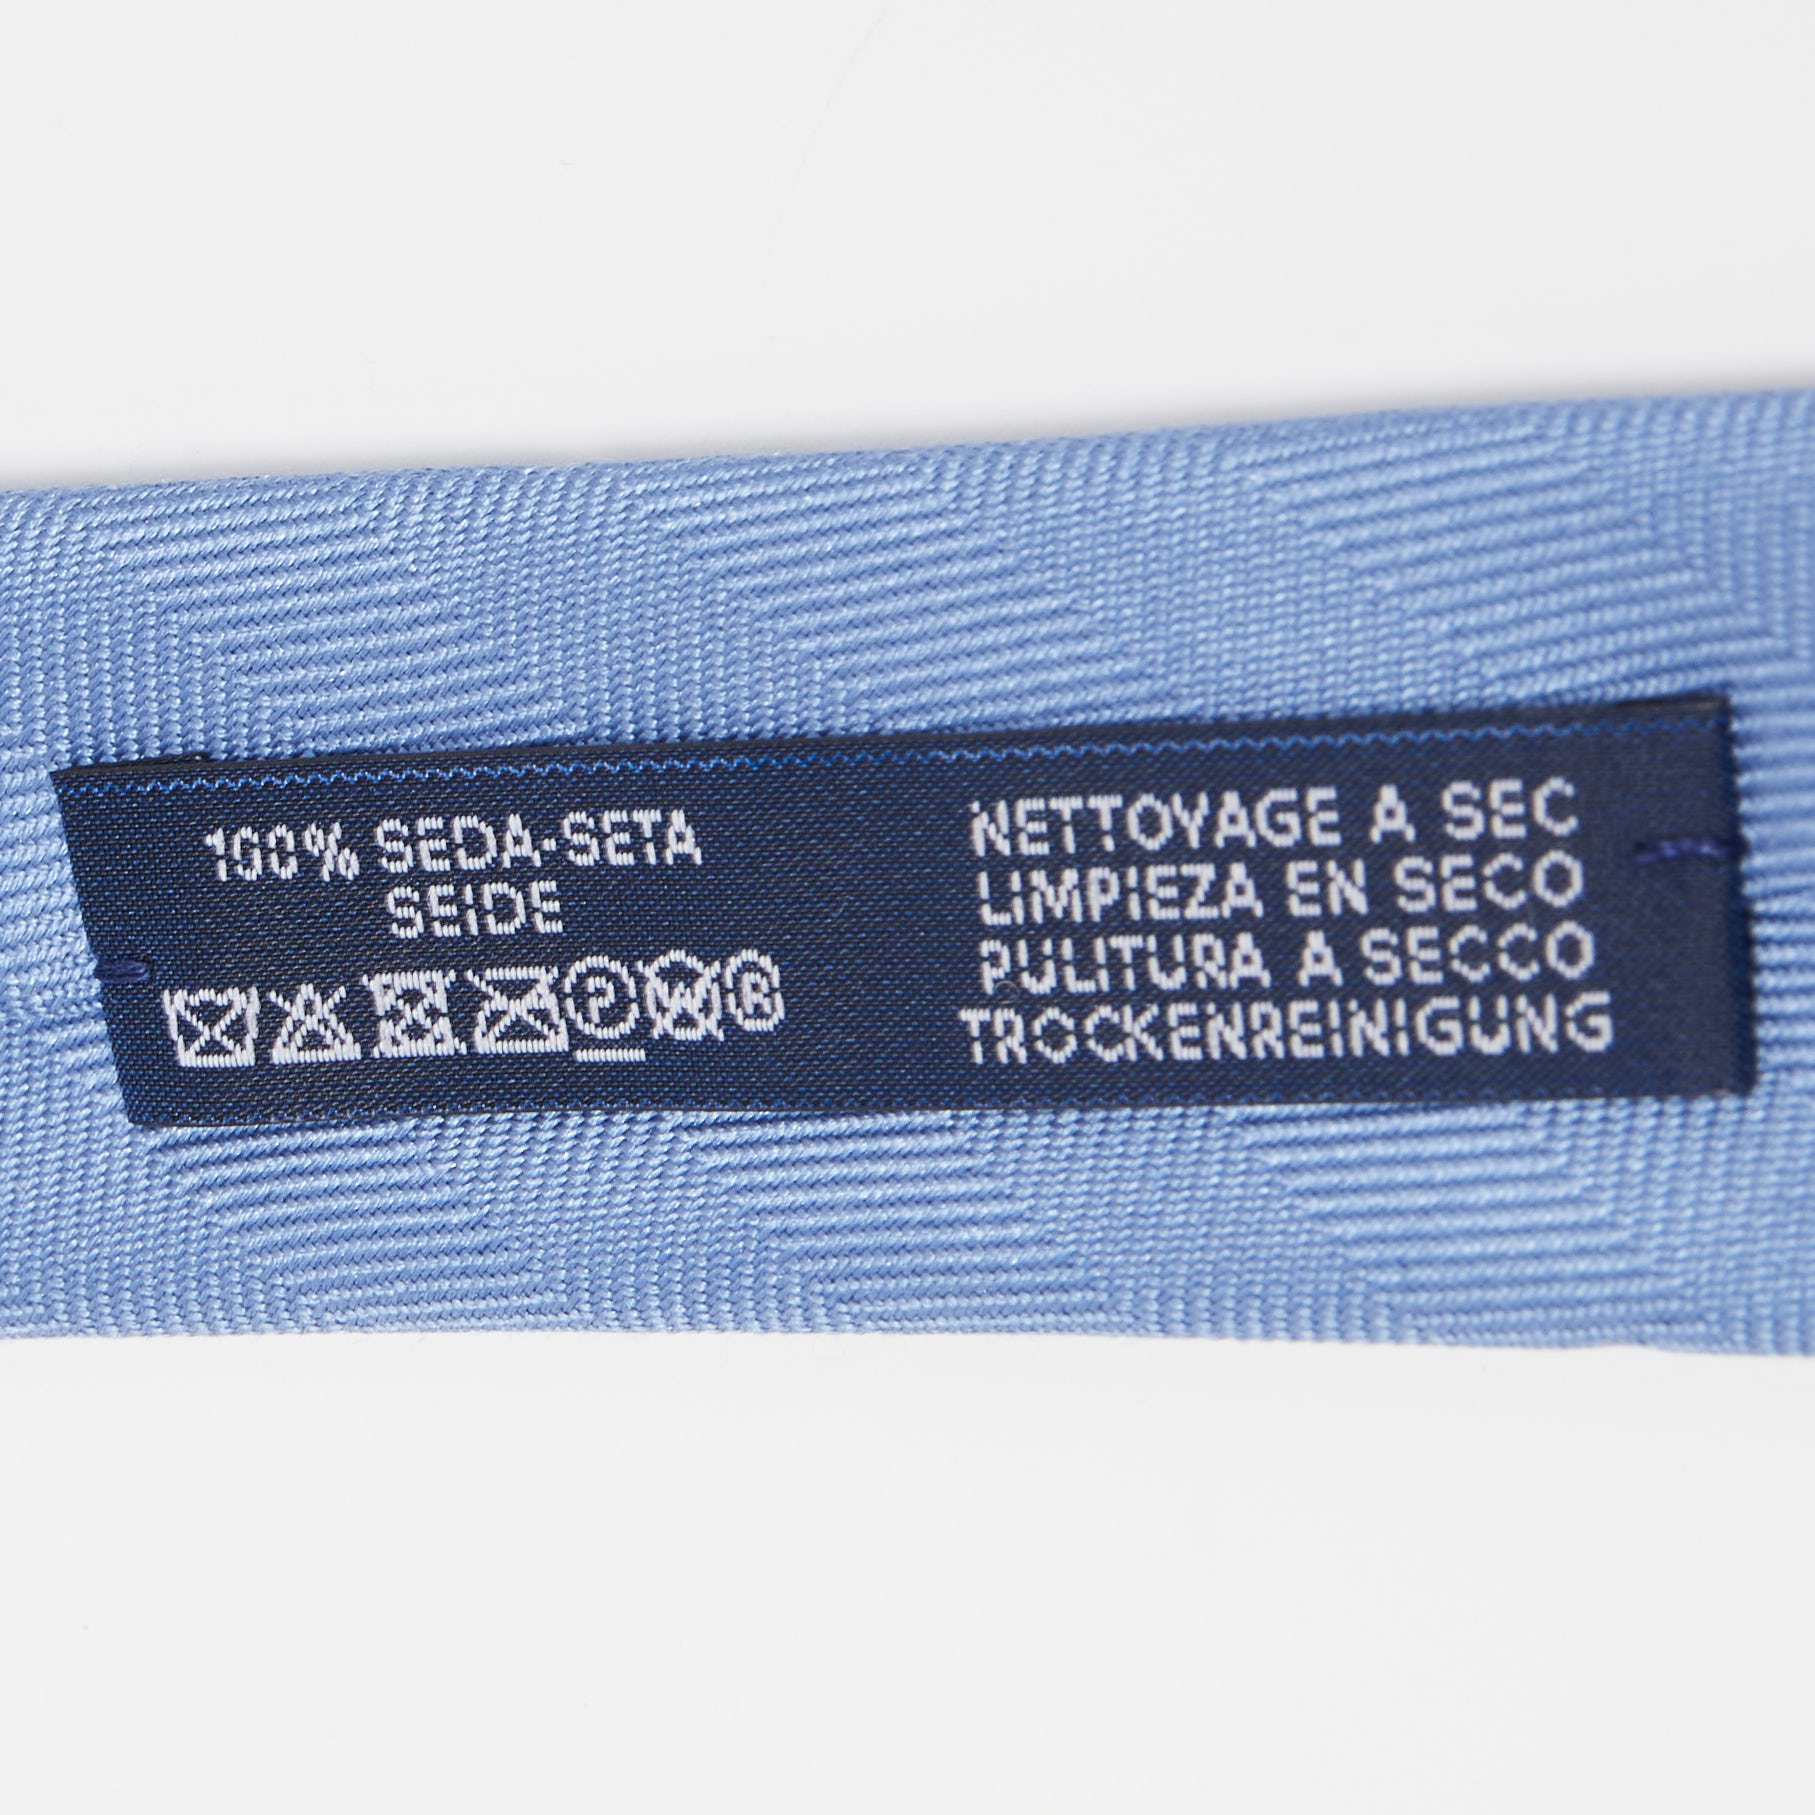 100% SEDA-SETA
SEIDE
P W R
NETTOYAGE A SEC
LIMPIEZA EN SECO
PULITURA A SECCO
TROCKENREINIGUNG